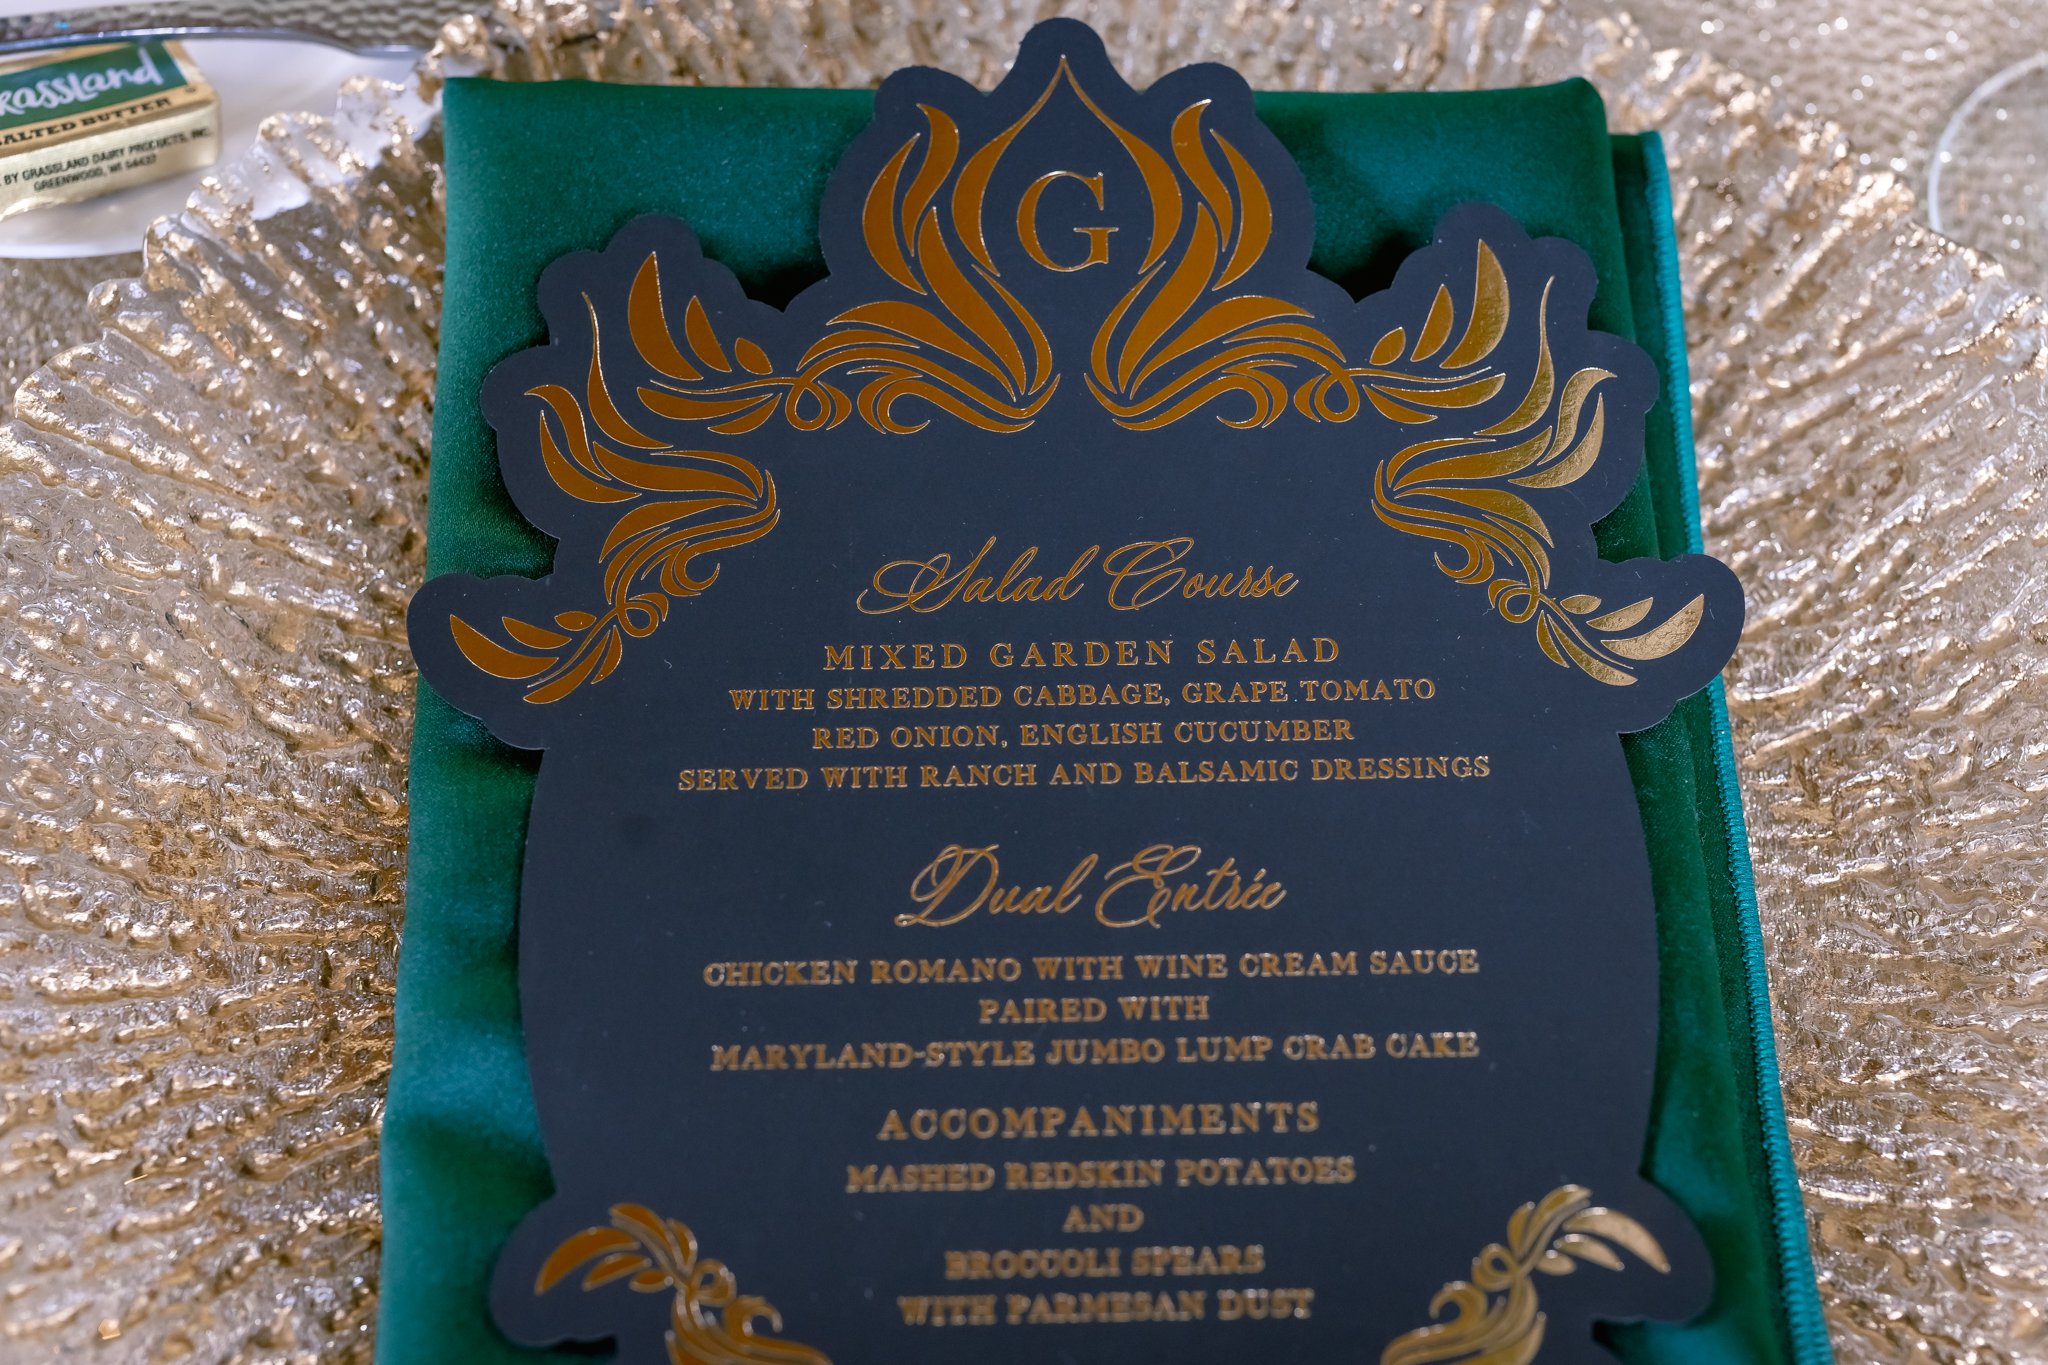 rassland
SALTED BUTTER
BY GRASSLAND DAIRY PRODUCTS, INC.
GREENWOOD, WI 54437
G
Salad Course
MIXED GARDEN SALAD
WITH SHREDDED CABBAGE, GRAPE TOMATO
RED ONION, ENGLISH CUCUMBER
SERVED WITH RANCH AND BALSAMIC DRESSINGS
Dual Entrée
CHICKEN ROMANO WITH WINE CREAM SAUCE
PAIRED WITH
MARYLAND-STYLE JUMBO LUMP CRAB CAKE
ACCOMPANIMENTS
MASHED REDSKIN POTATOES
AND
BROCCOLI SPEARS
WITH PARMESAN DUST